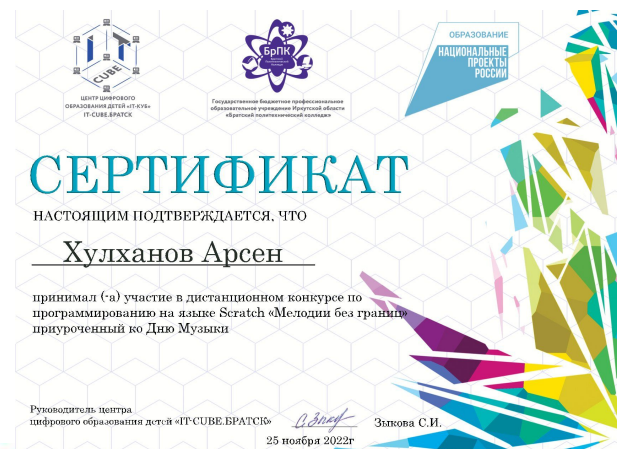 IT
CUBE
ЦЕНТР ЦИФРОВОГО
ОБРАЗОВАНИЯ ДЕТЕЙ «IT-КУБ»
IT-CUBE.БРАТСК
БрПК
Государственное бюджетное профессиональное
образовательное учреждении Иркутской области
«Братский политехнический колледж»
ОБРАЗОВАНИЕ
НАЦИОНАЛЬНЫЕ
ПРОЕКТЫ
РОССИИ
СЕРТИФИКАТ
НАСТОЯЩИМ ПОДТВЕРЖДАЕТСЯ, ЧТО
Хулханов Арсен
принимал (-а) участие в дистанционном конкурсе по
программированию на языке Scratch «Мелодии без границ»
приуроченный ко Дню Музыки
Руководитель центра
цифрового образования детей «IT-CUBE.БРАТСК»
Зыкова С.И.
25 ноября 2022г